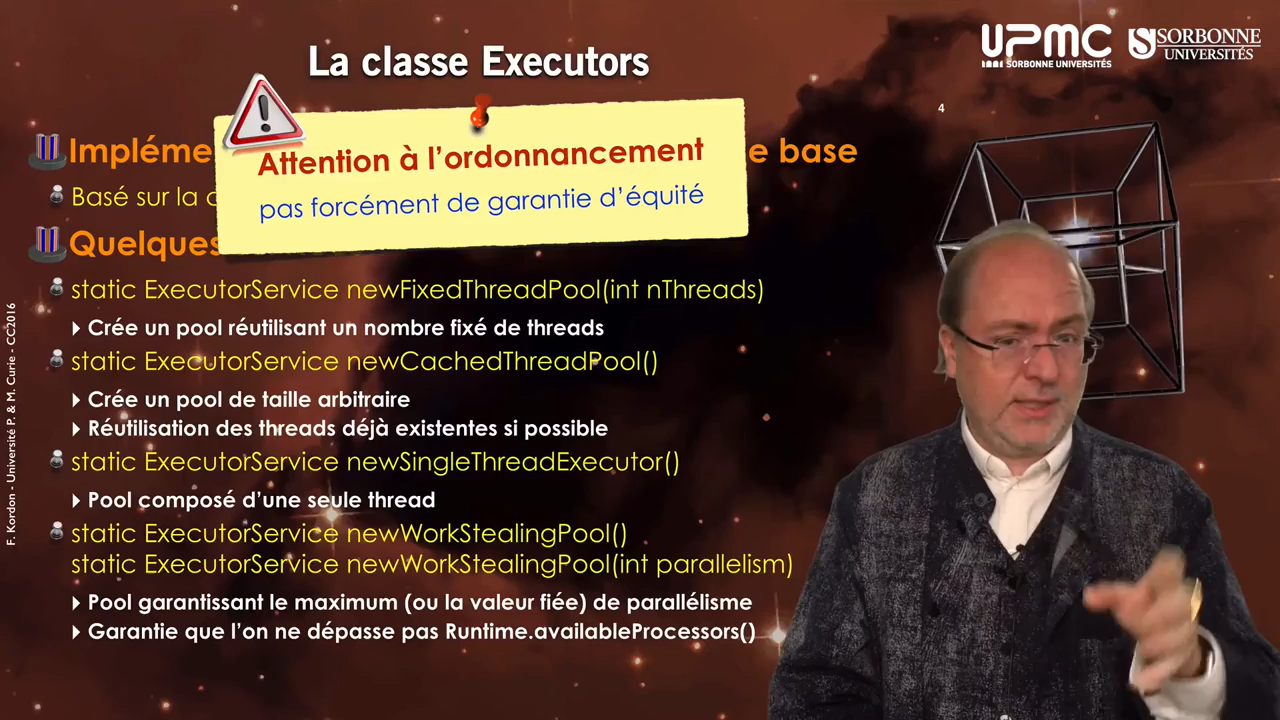 La classe Executors
UPMC
SORBONNE UNIVERSITÉS
SORBONNE
UNIVERSITÉS
4
Attention à l'ordonnancement
pas forcément de garantie d'équité
e base
Basé sur la
Quelques
static ExecutorService newFixedThreadPool(int nThreads)
Crée un pool réutilisant un nombre fixé de threads
static ExecutorService newCachedThreadPool()
Crée un pool de taille arbitraire
Réutilisation des threads déjà existentes si possible
static ExecutorService newSingleThreadExecutor()
Pool composé d'une seule thread
static ExecutorService newWorkStealingPool()
static ExecutorService newWorkStealingPool(int parallelism)
Pool garantissant le maximum (ou la valeur fiée) de parallélisme
Garantie que l'on ne dépasse pas Runtime.availableProcessors()
F. Kordon - Université P. & M. Curie - CC2016